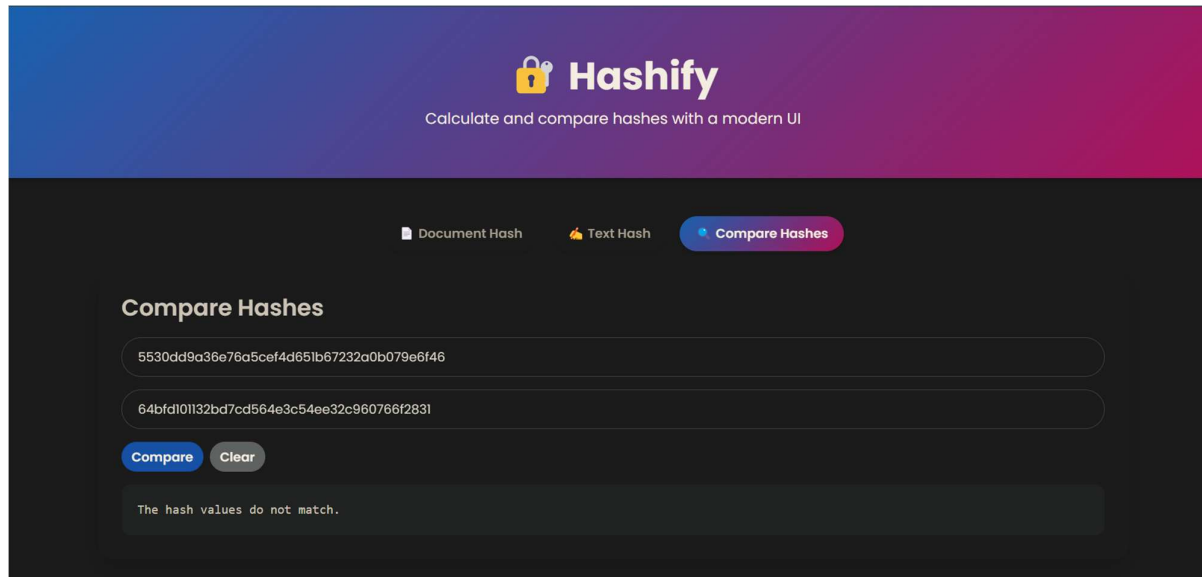 🔐 Hashify
Calculate and compare hashes with a modern UI
📄 Document Hash ✍️ Text Hash 🔍 Compare Hashes
Compare Hashes
5530dd9a36e76a5cef4d651b67232a0b079e6f46
64bfd101132bd7cd564e3c54ee32c960766f2831
Compare Clear
The hash values do not match.